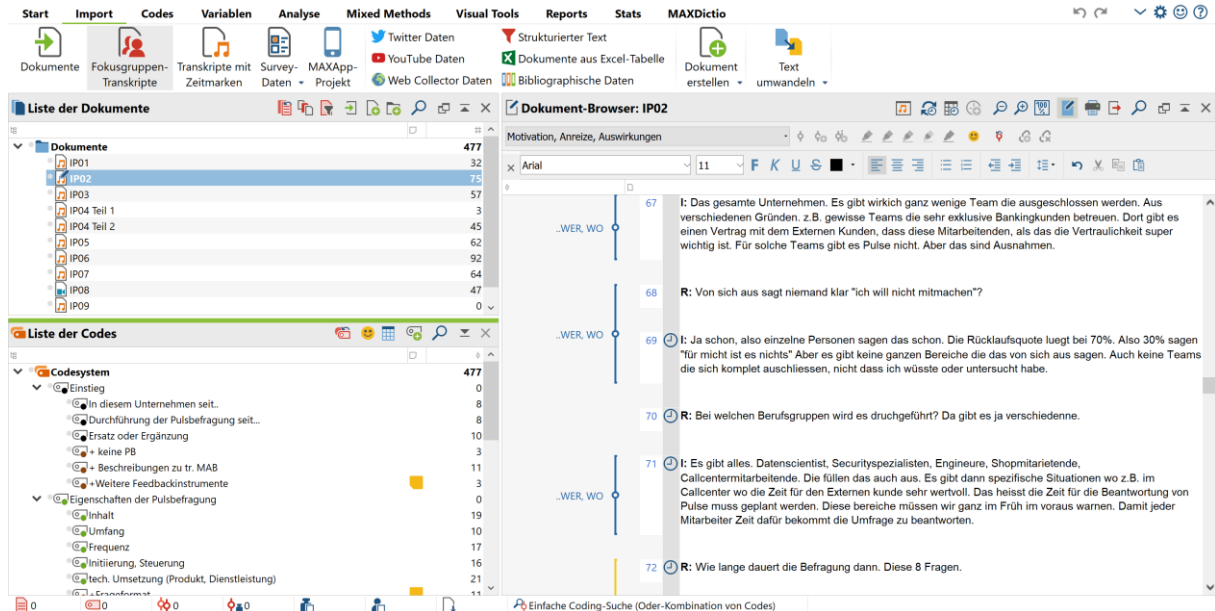 Start Import Codes Variablen Analyse Mixed Methods Visual Tools Reports Stats MAXDictio
Dokumente
Fokusgruppen-
Transkripte
Transkripte mit
Zeitmarken
Survey-
Daten
MAXApp-
Projekt
Twitter Daten
YouTube Daten
Web Collector Daten
Strukturierter Text
Dokumente aus Excel-Tabelle
Bibliographische Daten
Dokument
erstellen
Text
umwandeln
Liste der Dokumente
Dokumente 477
IP01 32
IP02 75
IP03 57
IP04 Teil 1 3
IP04 Teil 2 45
IP05 62
IP06 92
IP07 64
IP08 47
IP09 0
Liste der Codes
Codesystem 477
Einstieg 0
In diesem Unternehmen seit.. 8
Durchführung der Pulsbefragung seit... 8
Ersatz oder Ergänzung 10
+ keine PB 3
+ Beschreibungen zu tr. MAB 11
+Weitere Feedbackinstrumente 3
Eigenschaften der Pulsbefragung 0
Inhalt 19
Umfang 10
Frequenz 17
Initiierung, Steuerung 16
tech. Umsetzung (Produkt, Dienstleistung) 21
+Frageformat 11
Dokument-Browser: IP02
Motivation, Anreize, Auswirkungen
Arial 11 F K U S
..WER, WO
67 I: Das gesamte Unternehmen. Es gibt wirkich ganz wenige Team die ausgeschlossen werden. Aus
verschiedenen Gründen. z.B. gewisse Teams die sehr exklusive Bankingkunden betreuen. Dort gibt es
einen Vertrag mit dem Externen Kunden, dass diese Mitarbeitenden, als das die Vertraulichkeit super
wichtig ist. Für solche Teams gibt es Pulse nicht. Aber das sind Ausnahmen.
68 R: Von sich aus sagt niemand klar "ich will nicht mitmachen"?
..WER, WO
69 I: Ja schon, also einzelne Personen sagen das schon. Die Rücklaufsquote luegt bei 70%. Also 30% sagen
"für micht ist es nichts" Aber es gibt keine ganzen Bereiche die das von sich aus sagen. Auch keine Teams
die sich komplet auschliessen, nicht dass ich wüsste oder untersucht habe.
70 R: Bei welchen Berufsgruppen wird es druchgeführt? Da gibt es ja verschiedenne.
..WER, WO
71 I: Es gibt alles. Datenscientist, Securityspezialisten, Engineure, Shopmitarietende,
Callcentermitarbeitende. Die füllen das auch aus. Es gibt dann spezifische Situationen wo z.B. im
Callcenter wo die Zeit für den Externen kunde sehr wertvoll. Das heisst die Zeit für die Beantwortung von
Pulse muss geplant werden. Diese bereiche müssen wir ganz im Früh im voraus warnen. Damit jeder
Mitarbeiter Zeit dafür bekommt die Umfrage zu beantworten.
72 R: Wie lange dauert die Befragung dann. Diese 8 Fragen.
0 0 0 0
Einfache Coding-Suche (Oder-Kombination von Codes)